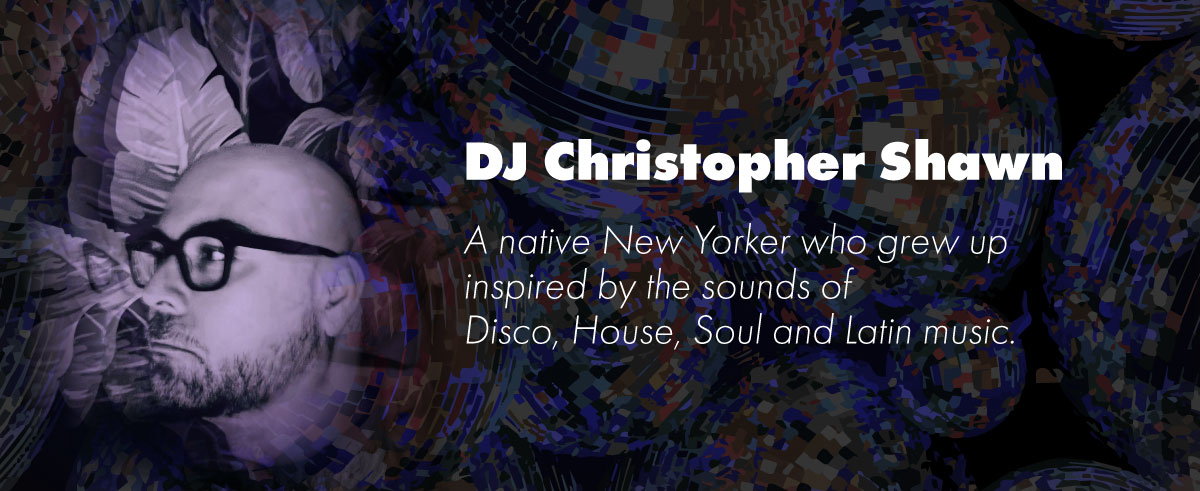 DJ Christopher Shawn
A native New Yorker who grew up
inspired by the sounds of
Disco, House, Soul and Latin music.